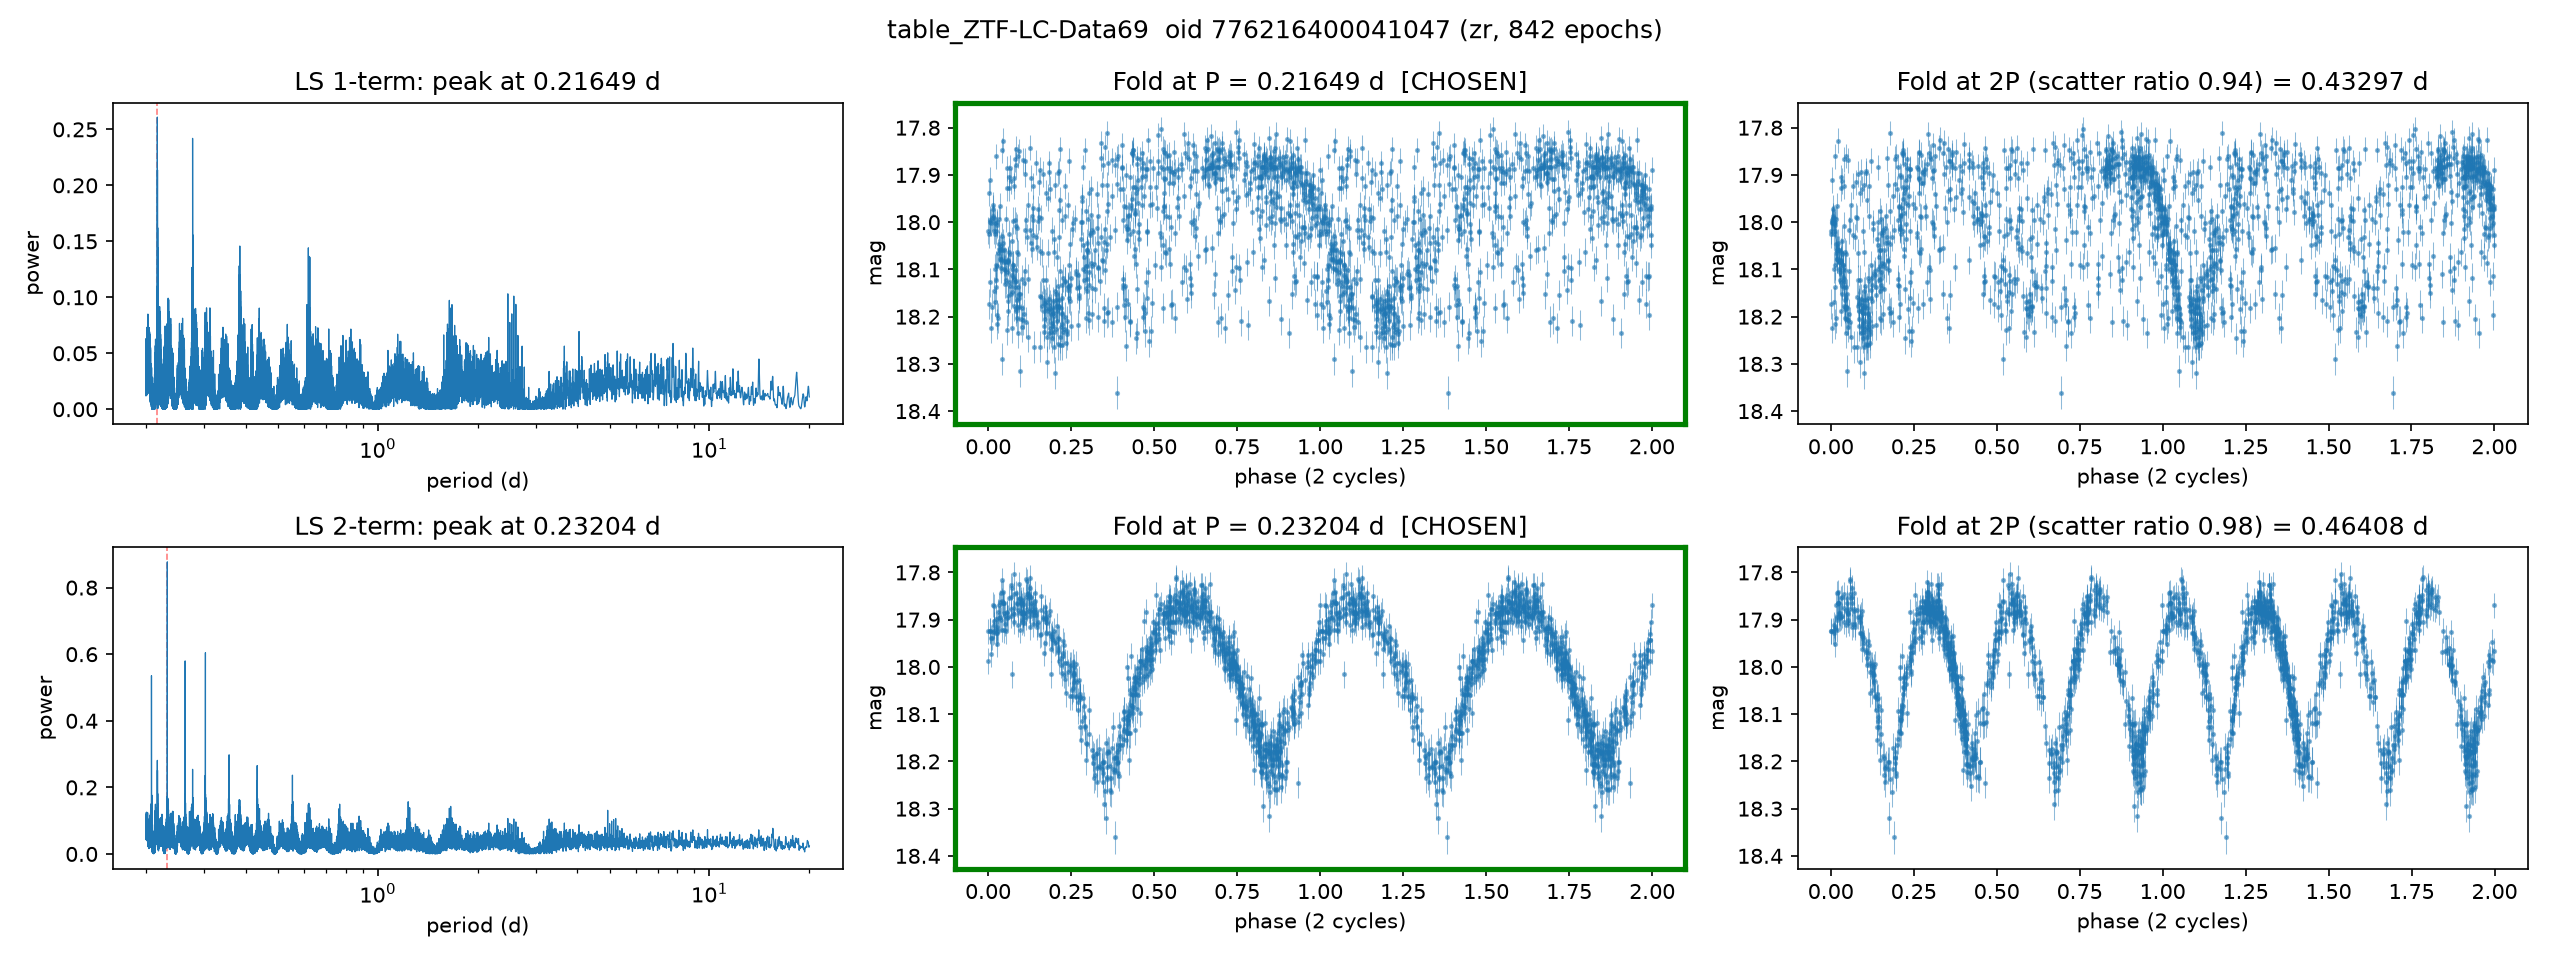 table_ZTF-LC-Data69  oid 776216400041047 (zr, 842 epochs)
LS 1-term: peak at 0.21649 d
power
0.25
0.20
0.15
0.10
0.05
0.00
10⁰
10¹
period (d)
Fold at P = 0.21649 d  [CHOSEN]
mag
17.8
17.9
18.0
18.1
18.2
18.3
18.4
0.00 0.25 0.50 0.75 1.00 1.25 1.50 1.75 2.00
phase (2 cycles)
Fold at 2P (scatter ratio 0.94) = 0.43297 d
mag
17.8
17.9
18.0
18.1
18.2
18.3
18.4
0.00 0.25 0.50 0.75 1.00 1.25 1.50 1.75 2.00
phase (2 cycles)
LS 2-term: peak at 0.23204 d
power
0.8
0.6
0.4
0.2
0.0
10⁰
10¹
period (d)
Fold at P = 0.23204 d  [CHOSEN]
mag
17.8
17.9
18.0
18.1
18.2
18.3
18.4
0.00 0.25 0.50 0.75 1.00 1.25 1.50 1.75 2.00
phase (2 cycles)
Fold at 2P (scatter ratio 0.98) = 0.46408 d
mag
17.8
17.9
18.0
18.1
18.2
18.3
18.4
0.00 0.25 0.50 0.75 1.00 1.25 1.50 1.75 2.00
phase (2 cycles)